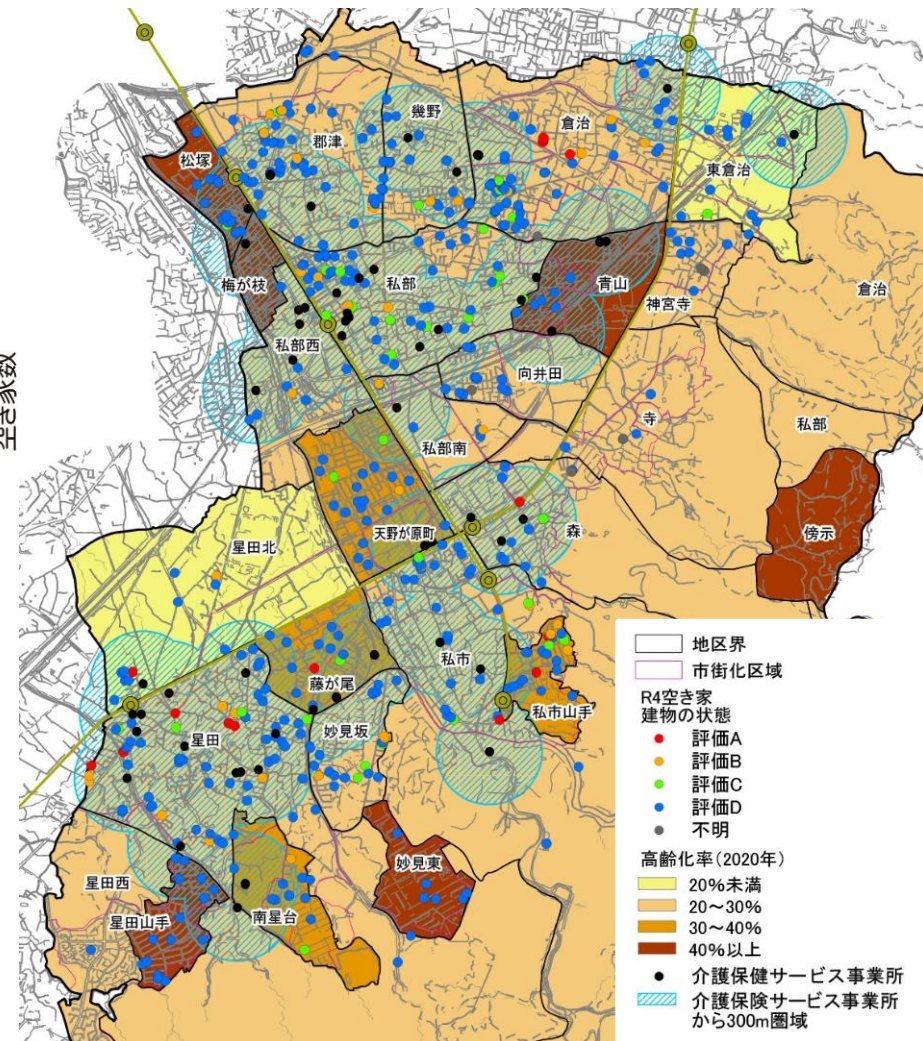 空き家数
幾野
倉治
郡津
松塚
東倉治
梅が枝
私部
青山
倉治
神宮寺
私部西
向井田
寺
私部
私部南
天野が原町
森
傍示
星田北
私市
藤が尾
私市山手
星田
妙見坂
星田西
妙見東
星田山手
南星台
地区界
市街化区域
R4空き家
建物の状態
評価A
評価B
評価C
評価D
不明
高齢化率(2020年)
20%未満
20～30%
30～40%
40%以上
介護保健サービス事業所
介護保険サービス事業所
から300m圏域